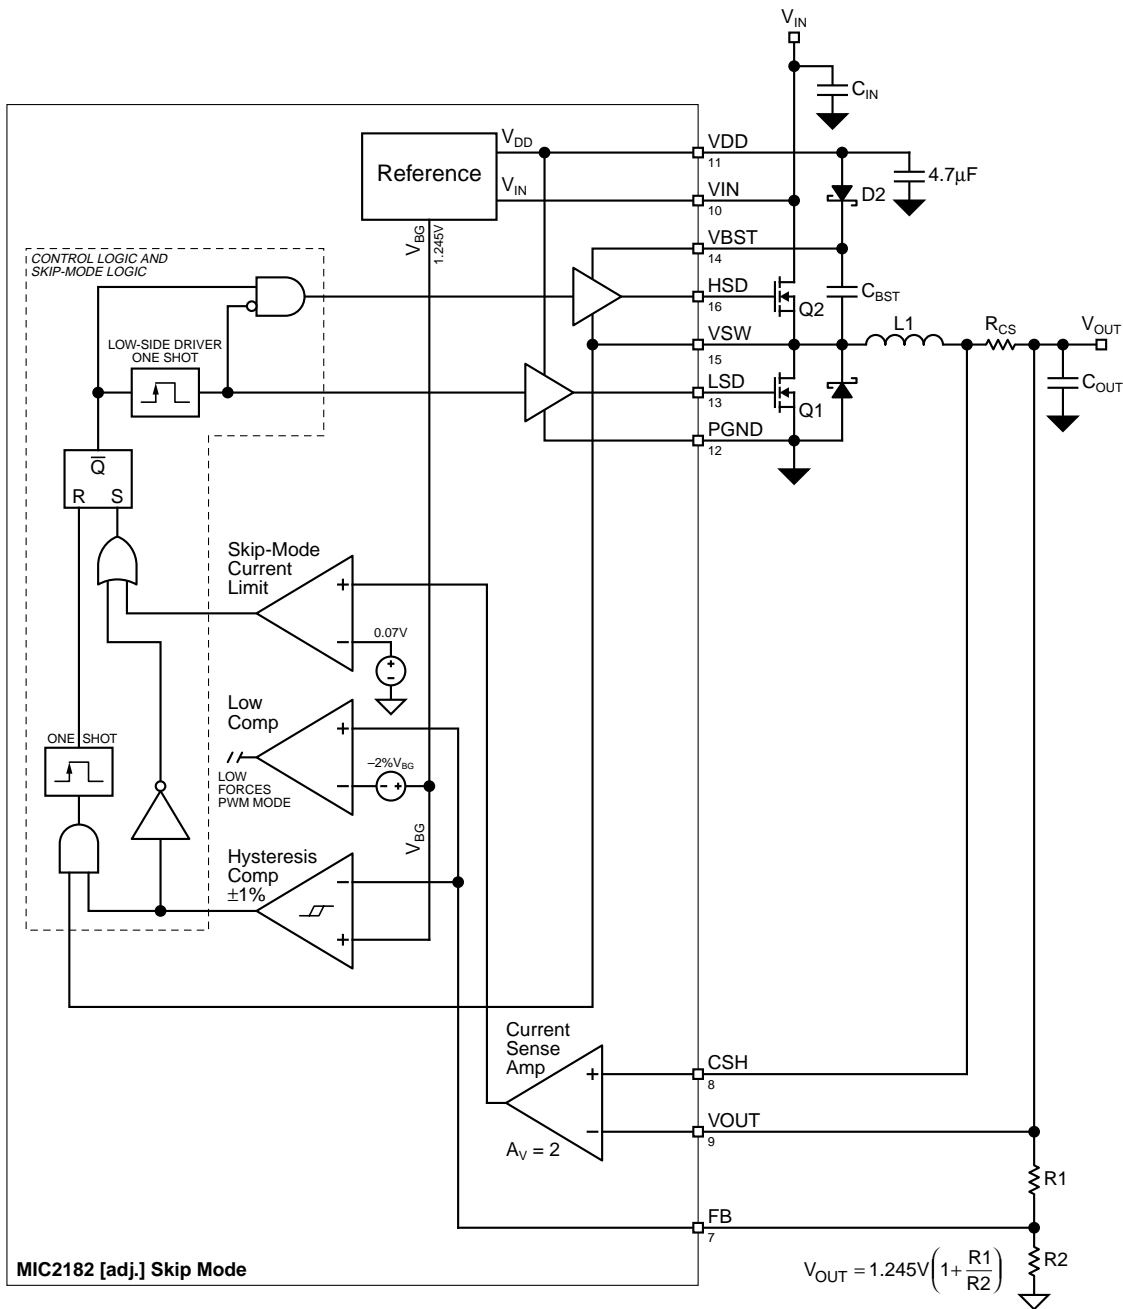 VIN
CIN
VDD
VDD
11
4.7µF
Reference
VIN
VIN
10
D2
VBG
1.245V
VBST
14
CONTROL LOGIC AND
SKIP-MODE LOGIC
HSD
16
Q2
CBST
LOW-SIDE DRIVER
ONE SHOT
VSW
15
L1
RCS
VOUT
LSD
13
Q1
COUT
PGND
12
Q̅
R S
Skip-Mode
Current
Limit
+
−
0.07V
+
−
Low
Comp
+
−
−2%VBG
- +
LOW
FORCES
PWM MODE
ONE SHOT
VBG
Hysteresis
Comp
±1%
−
+
Current
Sense
Amp
+
−
AV = 2
CSH
8
VOUT
9
R1
FB
7
R2
VOUT = 1.245V(1+R1/R2)
MIC2182 [adj.] Skip Mode